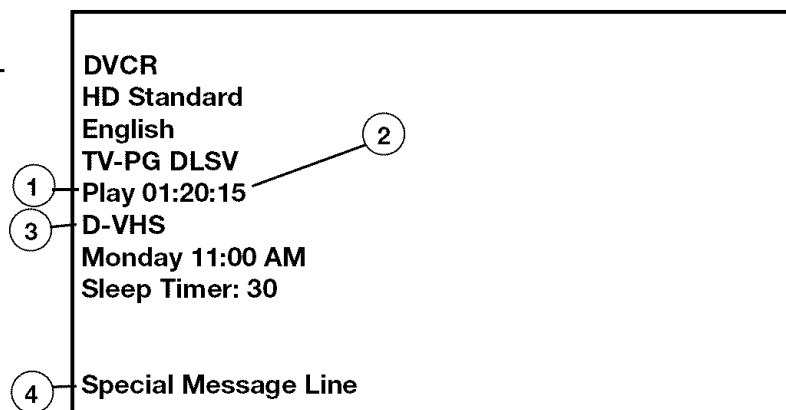 DVCR
HD Standard
English
2
TV-PG DLSV
1 Play 01:20:15
3 D-VHS
Monday 11:00 AM
Sleep Timer: 30
4 Special Message Line